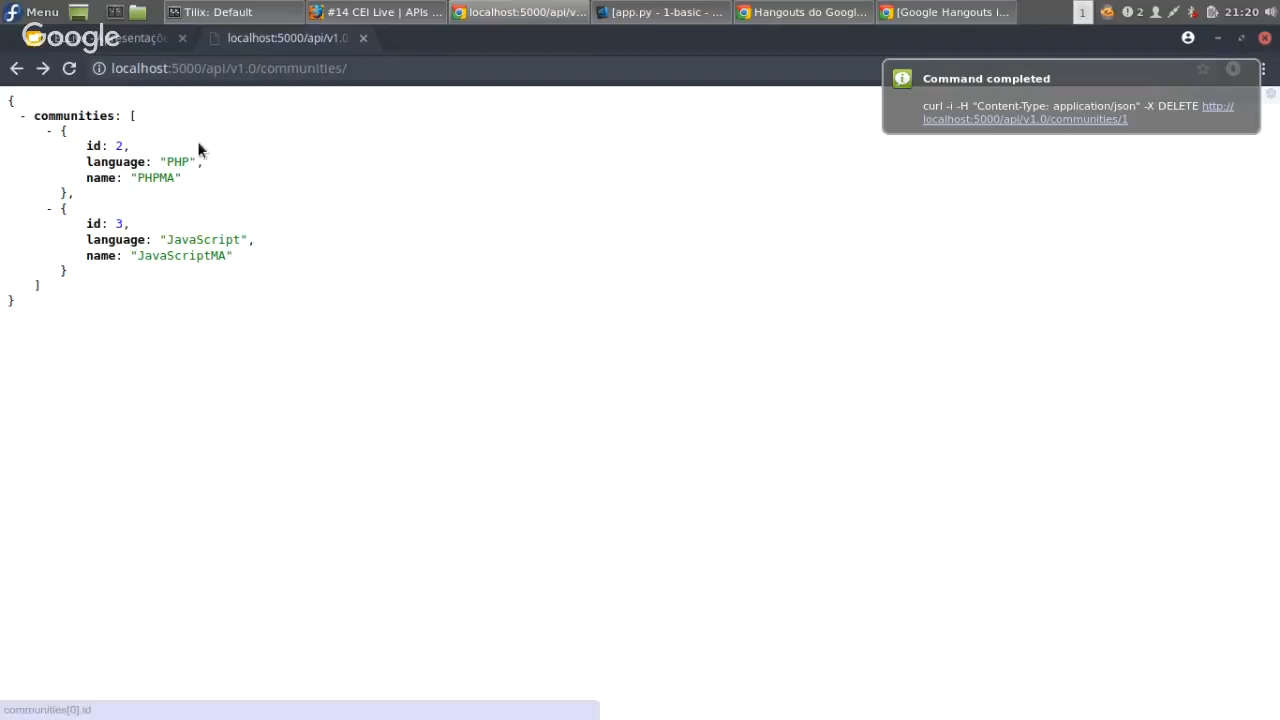 Menu
Tilix: Default
#14 CEI Live | APIs ...
localhost:5000/api/v...
[app.py - 1-basic - ...
Hangouts do Googl...
[Google Hangouts i...
1
2
21:20
Google
localhost:5000/api/v1.0
localhost:5000/api/v1.0/communities/
Command completed
curl -i -H "Content-Type: application/json" -X DELETE http://
localhost:5000/api/v1.0/communities/1
{
- communities: [
- {
id: 2,
language: "PHP",
name: "PHPMA"
},
- {
id: 3,
language: "JavaScript",
name: "JavaScriptMA"
}
]
}
communities[0].id